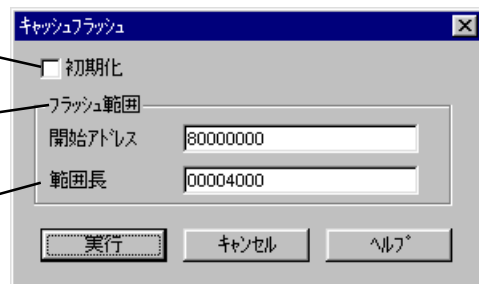 ｷｬｯｼｭﾌﾗｯｼｭ
初期化
ﾌﾗｯｼｭ範囲
開始ｱﾄﾞﾚｽ 80000000
範囲長 00004000
実行 ｷｬﾝｾﾙ ﾍﾙﾌﾟ